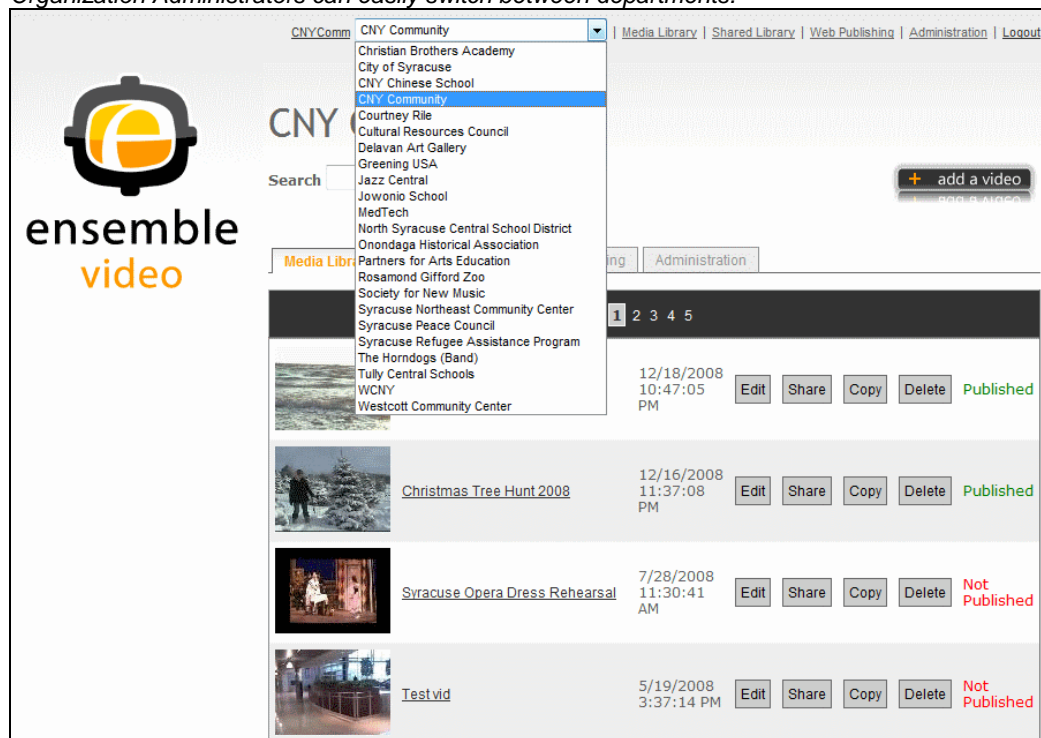 Organization Administrators can easily switch between departments.
CNYComm CNY Community | Media Library | Shared Library | Web Publishing | Administration | Logout
Christian Brothers Academy
City of Syracuse
CNY Chinese School
CNY Community
Courtney Rile
Cultural Resources Council
Delavan Art Gallery
Greening USA
Jazz Central
Jowonio School
MedTech
North Syracuse Central School District
Onondaga Historical Association
Partners for Arts Education
Rosamond Gifford Zoo
Society for New Music
Syracuse Northeast Community Center
Syracuse Peace Council
Syracuse Refugee Assistance Program
The Horndogs (Band)
Tully Central Schools
WCNY
Westcott Community Center
ensemble
video
CNY
Search
+ add a video
Media Libr
ing
Administration
1 2 3 4 5
12/18/2008
10:47:05
PM
Edit Share Copy Delete Published
Christmas Tree Hunt 2008
12/16/2008
11:37:08
PM
Edit Share Copy Delete Published
Syracuse Opera Dress Rehearsal
7/28/2008
11:30:41
AM
Edit Share Copy Delete Not
Published
Test vid
5/19/2008
3:37:14 PM
Edit Share Copy Delete Not
Published